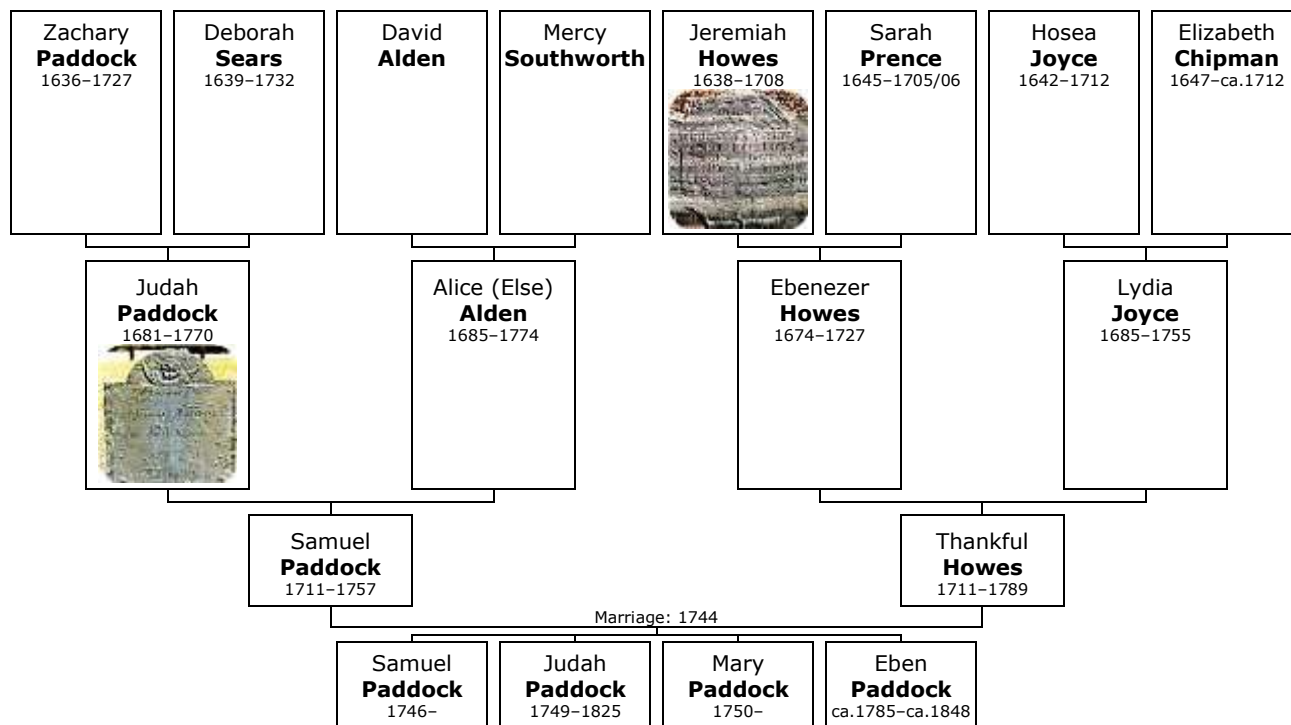 Zachary
Paddock
1636–1727
Deborah
Sears
1639–1732
David
Alden
Mercy
Southworth
Jeremiah
Howes
1638–1708
Sarah
Prence
1645–1705/06
Hosea
Joyce
1642–1712
Elizabeth
Chipman
1647–ca.1712
Judah
Paddock
1681–1770
Alice (Else)
Alden
1685–1774
Ebenezer
Howes
1674–1727
Lydia
Joyce
1685–1755
Samuel
Paddock
1711–1757
Thankful
Howes
1711–1789
Marriage: 1744
Samuel
Paddock
1746–
Judah
Paddock
1749–1825
Mary
Paddock
1750–
Eben
Paddock
ca.1785–ca.1848